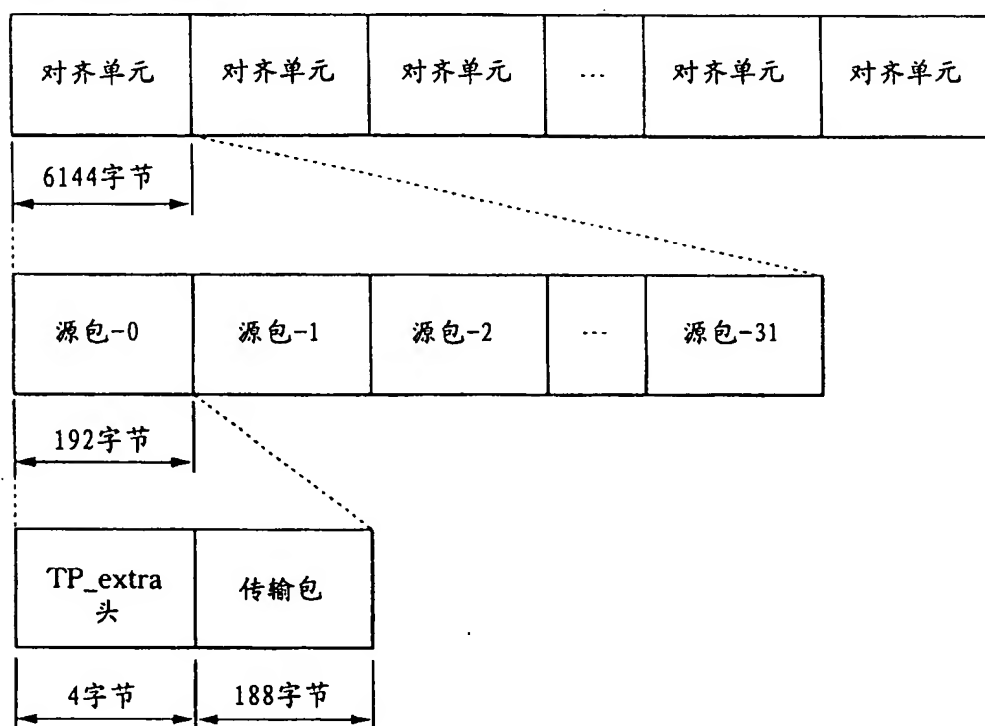 对齐单元 对齐单元 对齐单元 ... 对齐单元 对齐单元
6144字节
源包-0 源包-1 源包-2 ... 源包-31
192字节
TP_extra
头 传输包
4字节 188字节